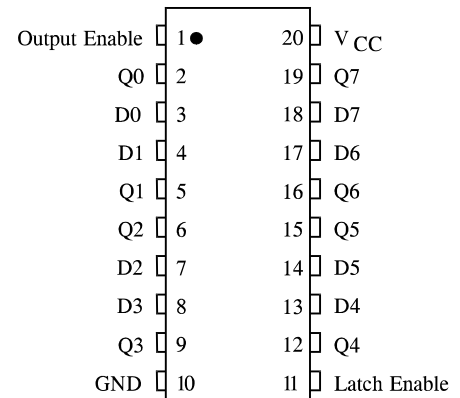 Output Enable 1 20 V CC
Q0 2 19 Q7
D0 3 18 D7
D1 4 17 D6
Q1 5 16 Q6
Q2 6 15 Q5
D2 7 14 D5
D3 8 13 D4
Q3 9 12 Q4
GND 10 11 Latch Enable